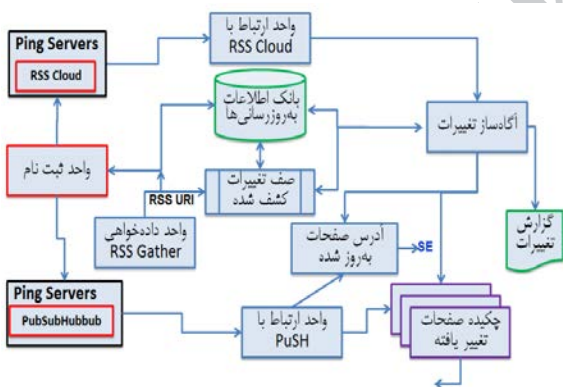 Ping Servers
RSS Cloud
واحد ارتباط با
RSS Cloud
بانک اطلاعات
به‌روزرسانی‌ها
آگاه‌ساز تغییرات
واحد ثبت نام
RSS URI
صف تغییرات
کشف شده
واحد داده‌خواهی
RSS Gather
آدرس صفحات
به‌روز شده
SE
گزارش
تغییرات
Ping Servers
PubSubHubbub
واحد ارتباط با
PuSH
چکیده صفحات
تغییر یافته